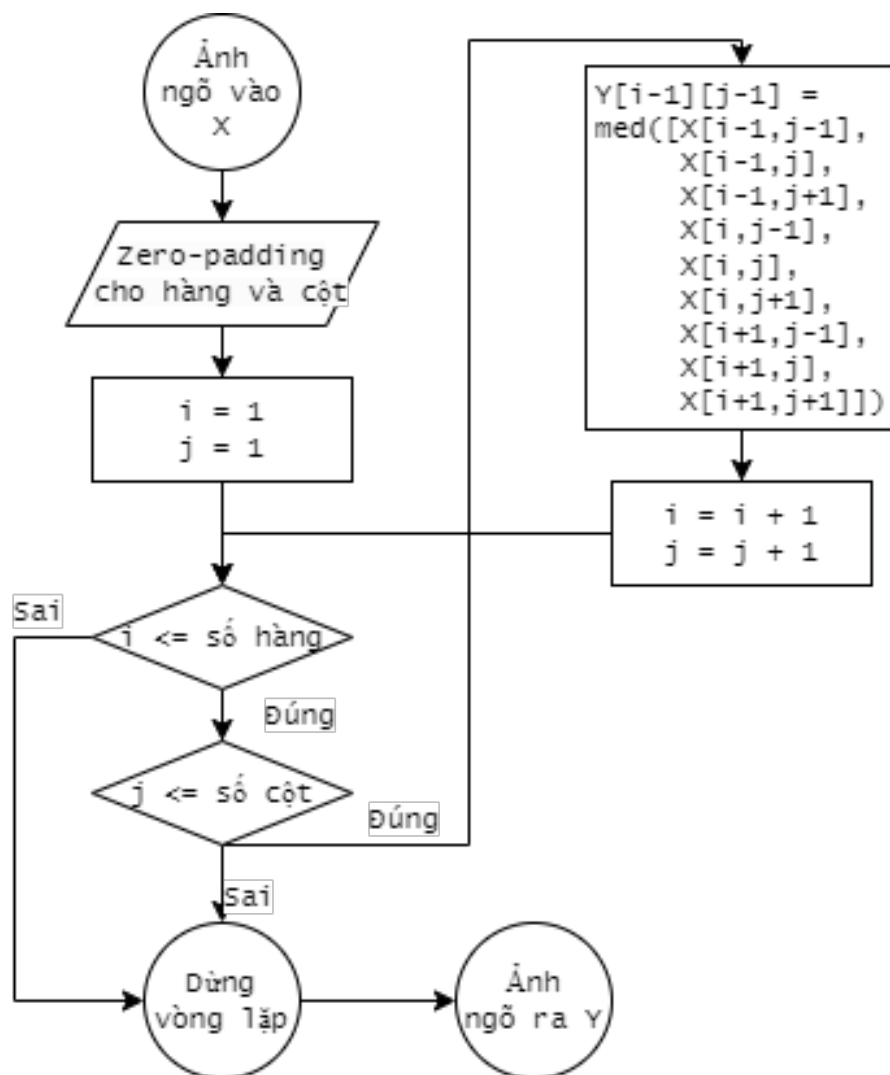 Ảnh
ngõ vào
X
Zero-padding
cho hàng và cột
i = 1
j = 1
Y[i-1][j-1] =
med([X[i-1,j-1],
X[i-1,j],
X[i-1,j+1],
X[i,j-1],
X[i,j],
X[i,j+1],
X[i+1,j-1],
X[i+1,j],
X[i+1,j+1]])
i = i + 1
j = j + 1
Sai
i <= số hàng
Đúng
j <= số cột
Đúng
Sai
Dừng
vòng lặp
Ảnh
ngõ ra Y